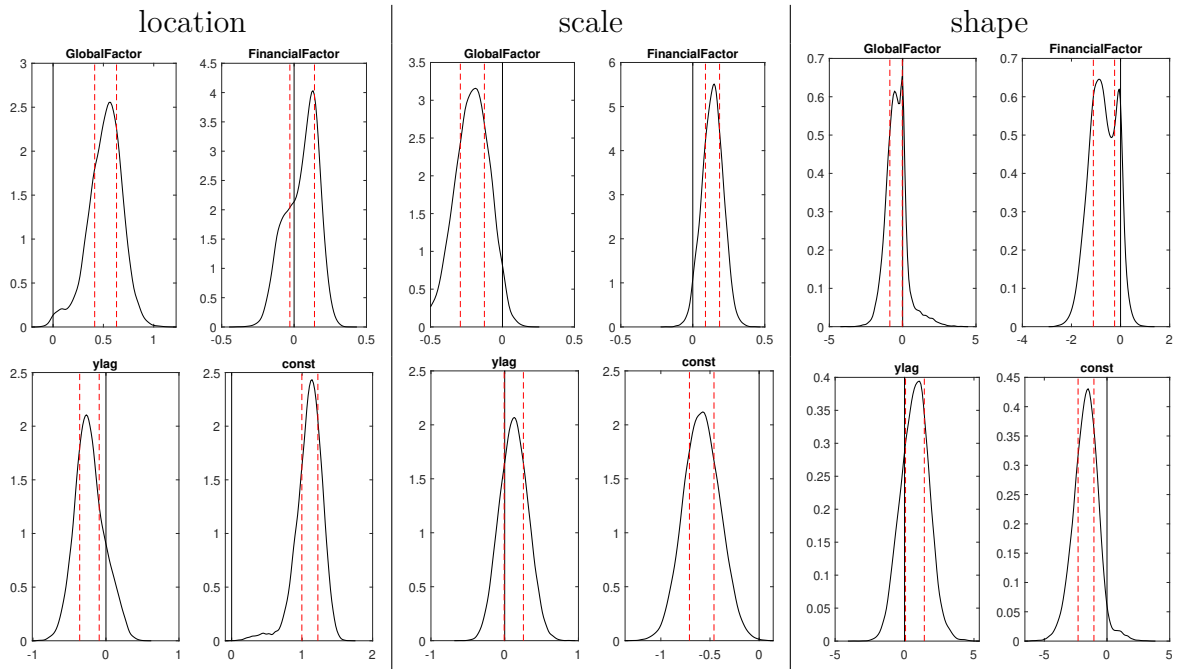 location scale shape
GlobalFactor FinancialFactor GlobalFactor FinancialFactor GlobalFactor FinancialFactor
3 4.5 3.5 6 0.7 0.7
2.5 4 3 5 0.6 0.6
2 3.5 2.5 4 0.5 0.5
1.5 3 2 3 0.4 0.4
1 2.5 1.5 2 0.3 0.3
0.5 2 1 1 0.2 0.2
0 1.5 0.5 0 0.1 0.1
1 0 0 0
0.5
0
0 0.5 1 -0.5 0 0.5 -0.5 0 0.5 -0.5 0 0.5 -5 0 5 -4 -2 0 2
ylag const ylag const ylag const
2.5 2.5 2.5 2.5 0.4 0.45
2 2 2 2 0.35 0.4
1.5 1.5 1.5 1.5 0.3 0.35
1 1 1 1 0.25 0.3
0.5 0.5 0.5 0.5 0.2 0.25
0 0 0 0 0.15 0.2
0.1 0.15
0.05 0.1
0 0.05
0
-1 0 1 0 1 2 -1 0 1 -1 -0.5 0 -5 0 5 -5 0 5